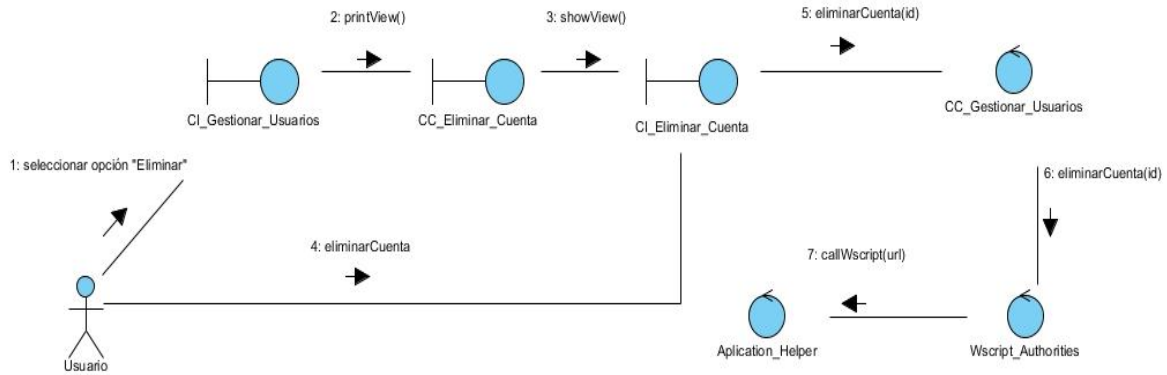 2: printView()
3: showView()
5: eliminarCuenta(id)
CI_Gestionar_Usuarios
CC_Eliminar_Cuenta
CI_Eliminar_Cuenta
CC_Gestionar_Usuarios
1: seleccionar opción "Eliminar"
6: eliminarCuenta(id)
4: eliminarCuenta
7: callWscript(url)
Aplication_Helper
Wscript_Authorities
Usuario